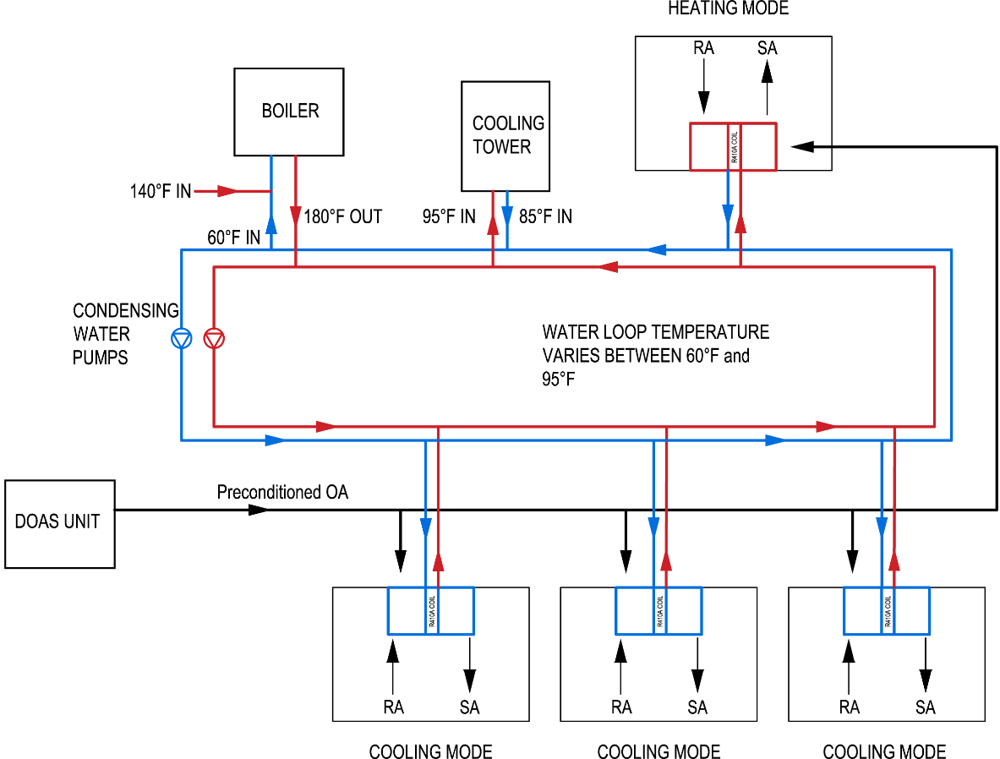 HEATING MODE
RA
SA
BOILER
COOLING
TOWER
R410A COIL
140°F IN
180°F OUT
95°F IN
85°F IN
60°F IN
CONDENSING
WATER
PUMPS
WATER LOOP TEMPERATURE
VARIES BETWEEN 60°F and
95°F
Preconditioned OA
DOAS UNIT
R410A COIL
R410A COIL
R410A COIL
RA
SA
RA
SA
RA
SA
COOLING MODE
COOLING MODE
COOLING MODE